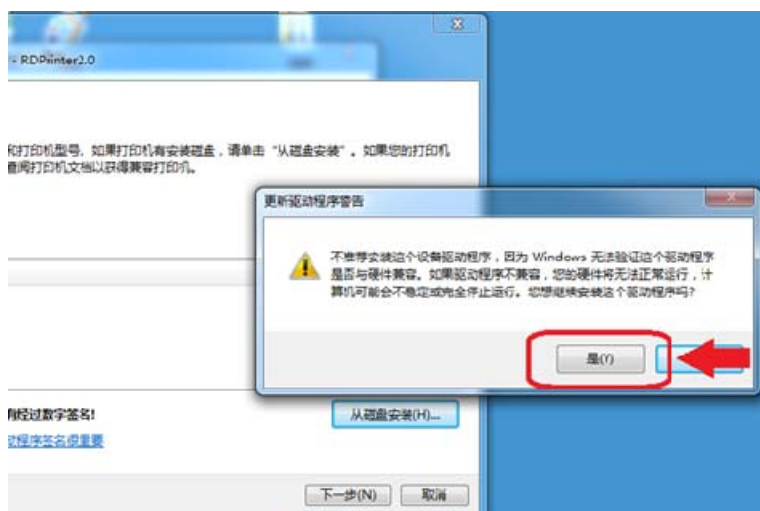 - RDPrinter2.0
和打印机型号。如果打印机有安装磁盘，请单击“从磁盘安装”。如果您的打印机
查阅打印机文档以获得兼容打印机。
更新驱动程序警告
不推荐安装这个设备驱动程序，因为 Windows 无法验证这个驱动程序
是否与硬件兼容。如果驱动程序不兼容，您的硬件将无法正常运行，计
算机可能会不稳定或完全停止运行。您想继续安装这个驱动程序吗?
是(Y)
有经过数字签名!
从磁盘安装(H)...
动程序签名很重要
下一步(N)
取消